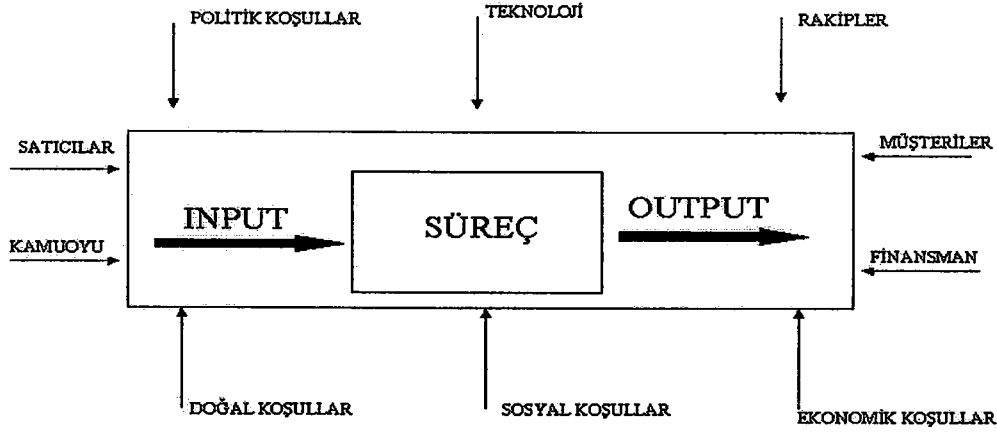 POLİTİK KOŞULLAR
TEKNOLOJİ
RAKİPLER
SATICILAR
MÜŞTERİLER
INPUT
SÜREÇ
OUTPUT
KAMUOYU
FİNANSMAN
DOĞAL KOŞULLAR
SOSYAL KOŞULLAR
EKONOMİK KOŞULLAR